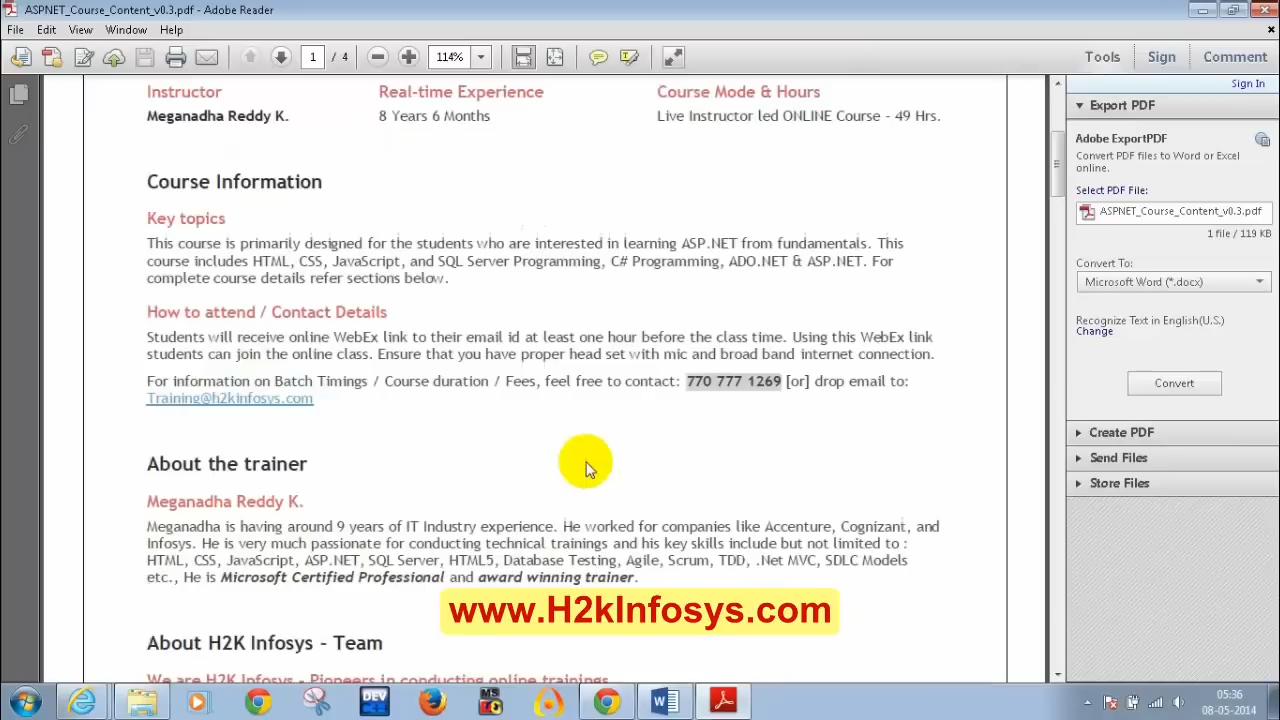 ASPNET_Course_Content_v0.3.pdf - Adobe Reader
File Edit View Window Help
1 / 4 114% Tools Sign Comment
Sign In
Export PDF
Adobe ExportPDF
Convert PDF files to Word or Excel
online.
Select PDF File:
ASPNET_Course_Content_v0.3.pdf
1 file / 119 KB
Convert To:
Microsoft Word (*.docx)
Recognize Text in English(U.S.)
Change
Convert
Create PDF
Send Files
Store Files
Instructor Real-time Experience Course Mode & Hours
Meganadha Reddy K. 8 Years 6 Months Live Instructor led ONLINE Course - 49 Hrs.
Course Information
Key topics
This course is primarily designed for the students who are interested in learning ASP.NET from fundamentals. This
course includes HTML, CSS, JavaScript, and SQL Server Programming, C# Programming, ADO.NET & ASP.NET. For
complete course details refer sections below.
How to attend / Contact Details
Students will receive online WebEx link to their email id at least one hour before the class time. Using this WebEx link
students can join the online class. Ensure that you have proper head set with mic and broad band internet connection.
For information on Batch Timings / Course duration / Fees, feel free to contact: 770 777 1269 [or] drop email to:
Training@h2kinfosys.com
About the trainer
Meganadha Reddy K.
Meganadha is having around 9 years of IT Industry experience. He worked for companies like Accenture, Cognizant, and
Infosys. He is very much passionate for conducting technical trainings and his key skills include but not limited to :
HTML, CSS, JavaScript, ASP.NET, SQL Server, HTML5, Database Testing, Agile, Scrum, TDD, .Net MVC, SDLC Models
etc., He is Microsoft Certified Professional and award winning trainer.
www.H2kInfosys.com
About H2K Infosys - Team
We are H2K Infosys - Pioneers in conducting online trainings
DEV
MS
05:36
08-05-2014